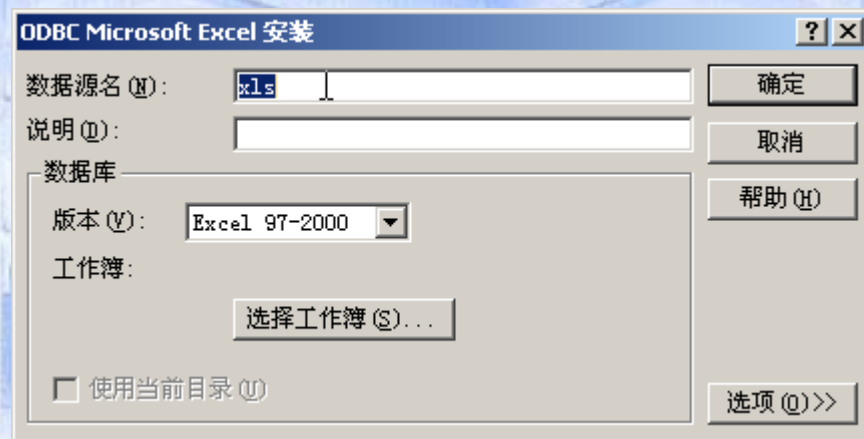 ODBC Microsoft Excel 安装
数据源名(N):
xls
确定
说明(D):
取消
数据库
帮助(H)
版本(V):
Excel 97-2000
工作簿:
选择工作簿(S)...
使用当前目录(U)
选项(O)>>